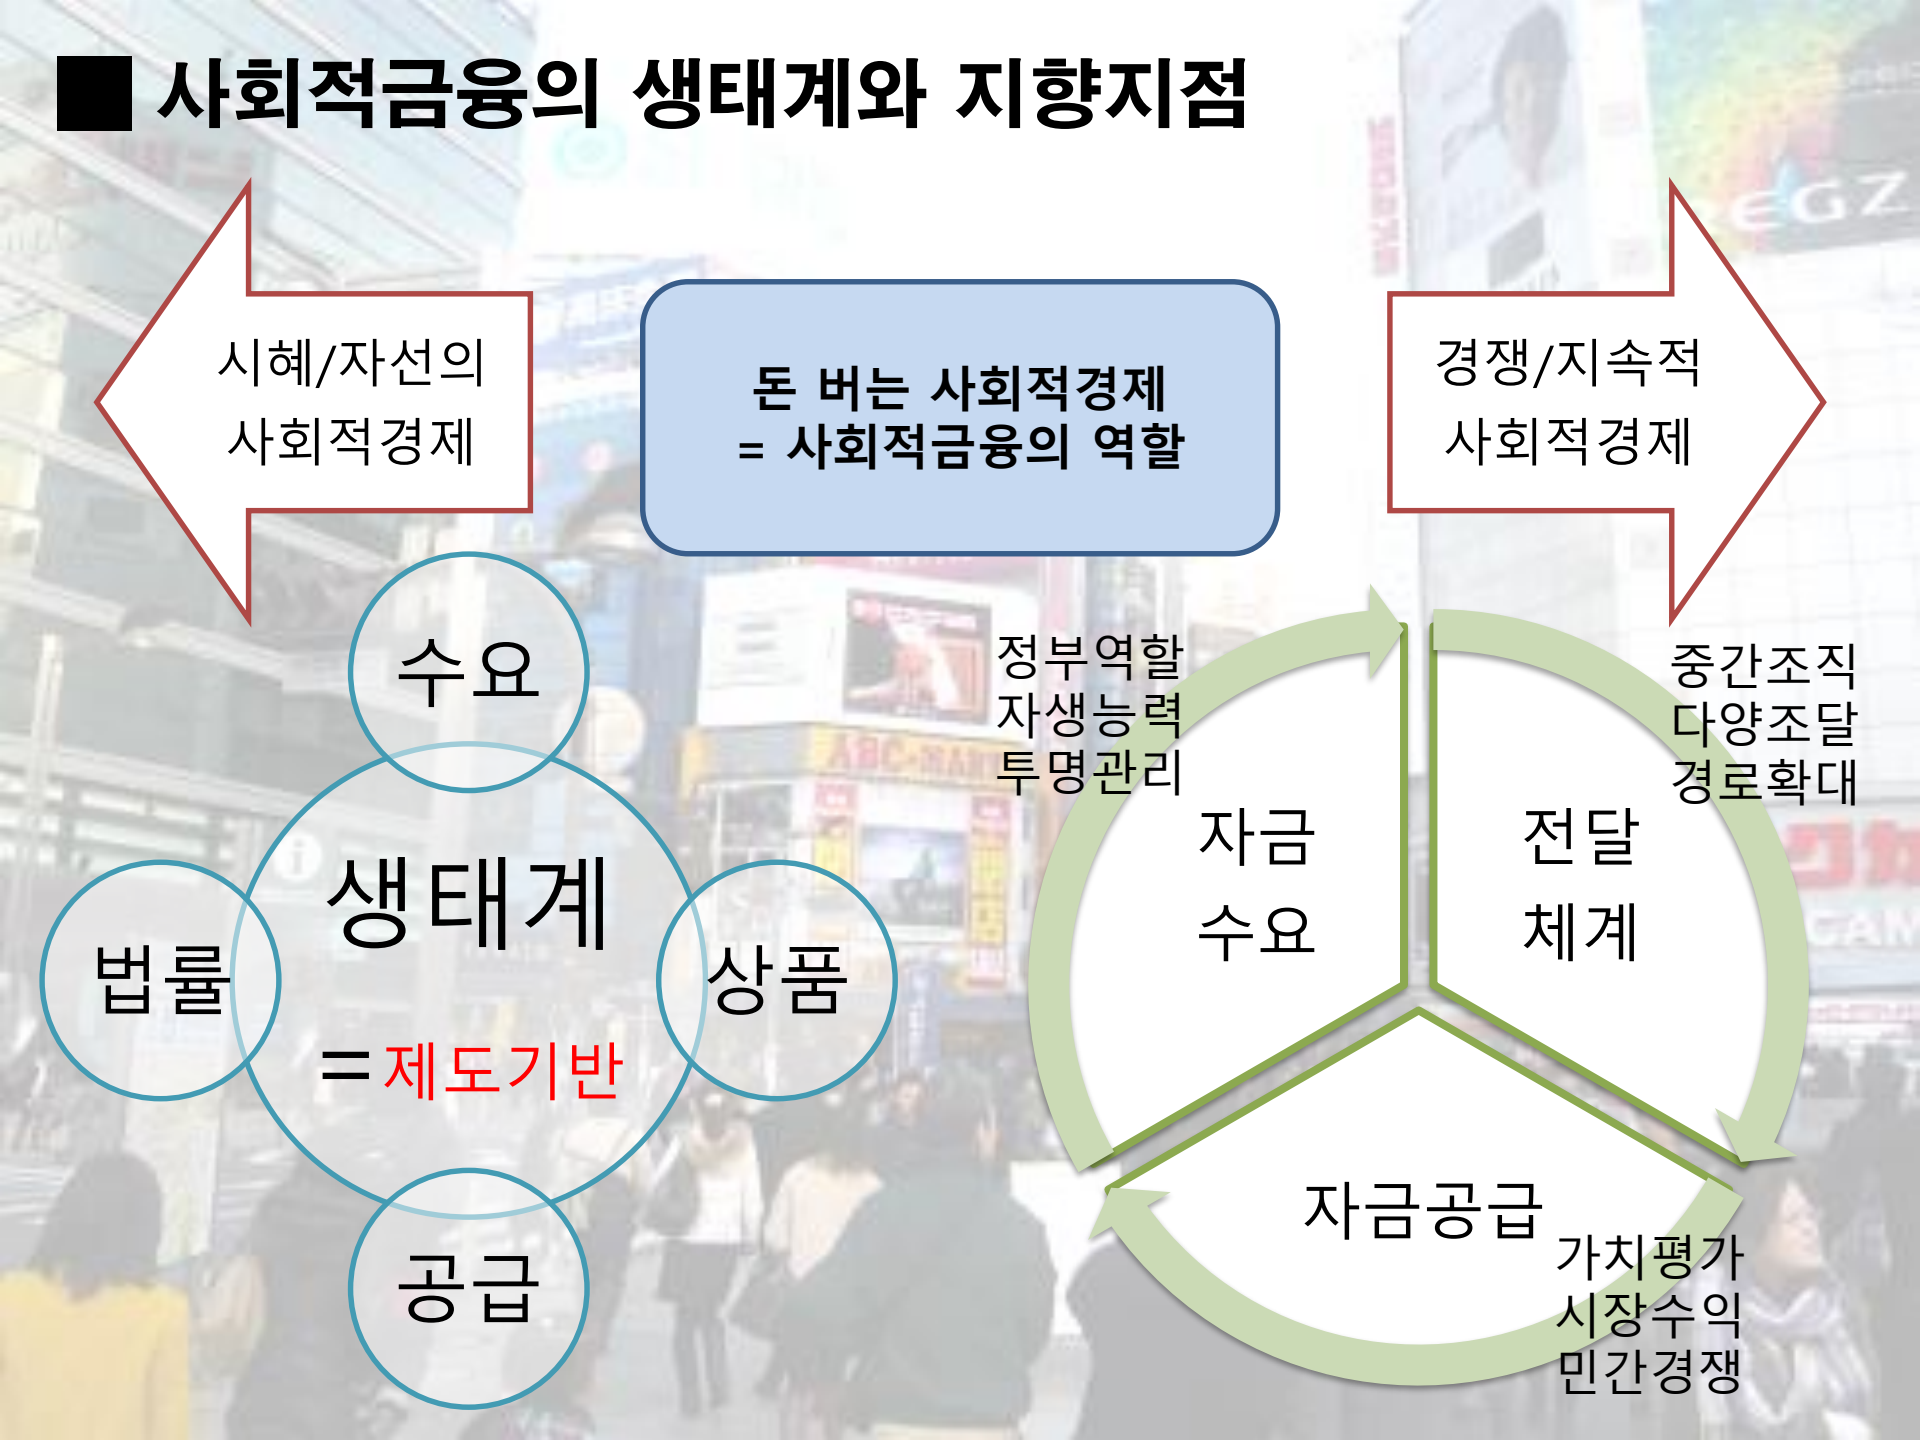 ■ 사회적금융의 생태계와 지향지점
시혜/자선의
사회적경제
돈 버는 사회적경제
= 사회적금융의 역할
경쟁/지속적
사회적경제
수요
법률
생태계
= 제도기반
상품
공급
정부역할
자생능력
투명관리
자금
수요
중간조직
다양조달
경로확대
전달
체계
자금공급
가치평가
시장수익
민간경쟁
EGZ
ABC-MART
GAM